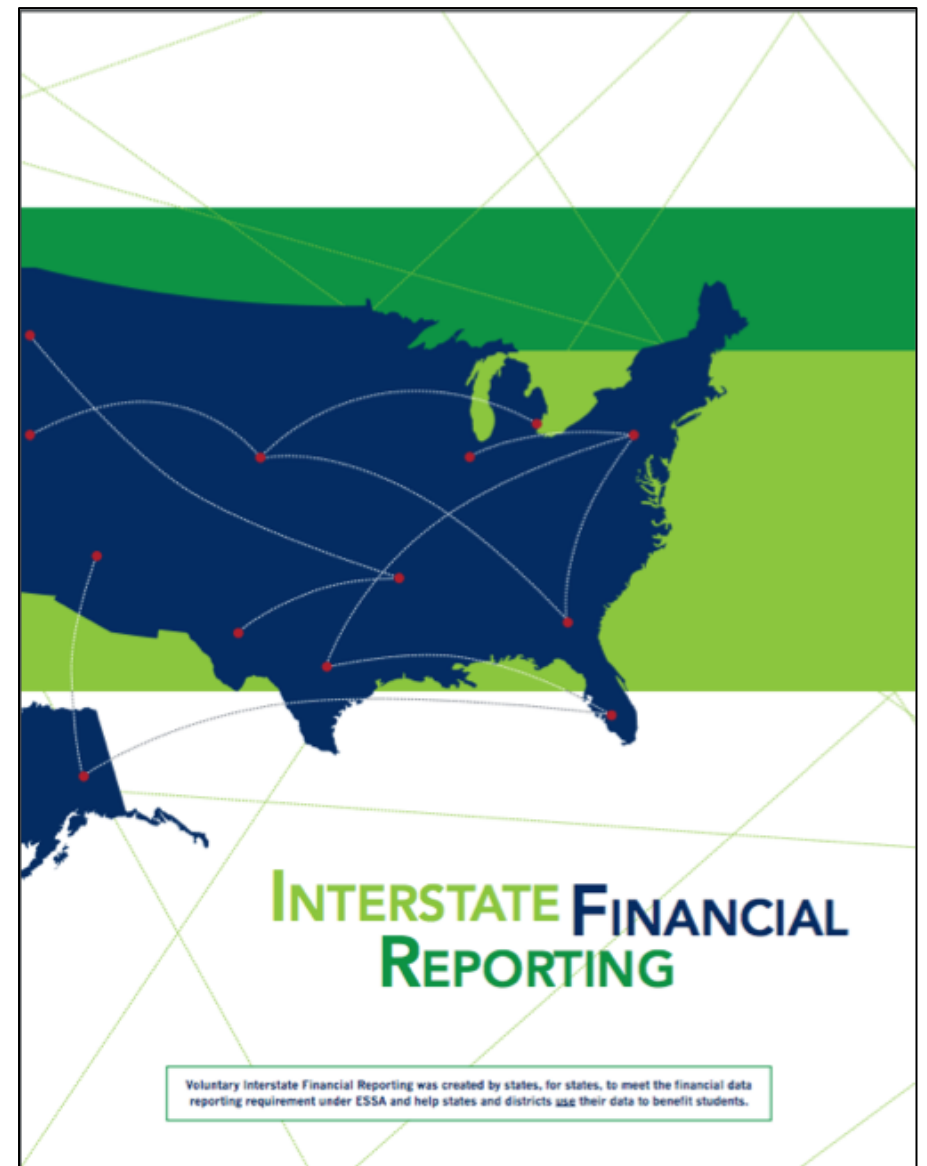 INTERSTATE FINANCIAL
REPORTING
Voluntary Interstate Financial Reporting was created by states, for states, to meet the financial data
reporting requirement under ESSA and help states and districts use their data to benefit students.